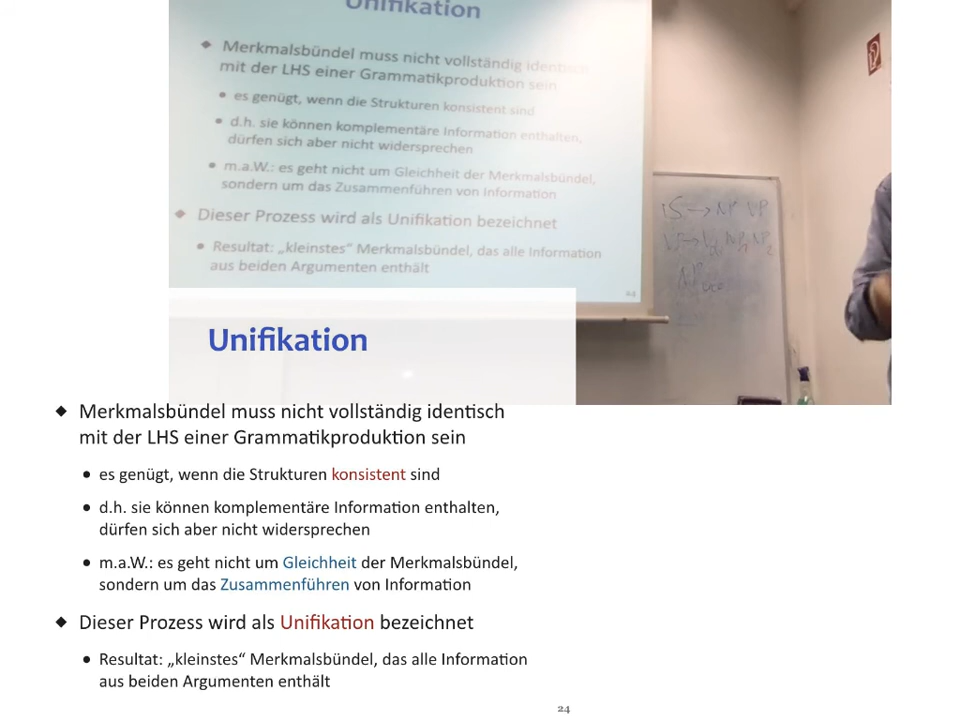 Unifikation
◆ Merkmalsbündel muss nicht vollständig identisch
mit der LHS einer Grammatikproduktion sein
• es genügt, wenn die Strukturen konsistent sind
• d.h. sie können komplementäre Information enthalten,
dürfen sich aber nicht widersprechen
• m.a.W.: es geht nicht um Gleichheit der Merkmalsbündel,
sondern um das Zusammenführen von Information
◆ Dieser Prozess wird als Unifikation bezeichnet
• Resultat: „kleinstes“ Merkmalsbündel, das alle Information
aus beiden Argumenten enthält
24
S → NP VP
Unifikation
◆ Merkmalsbündel muss nicht vollständig identisch
mit der LHS einer Grammatikproduktion sein
• es genügt, wenn die Strukturen konsistent sind
• d.h. sie können komplementäre Information enthalten,
dürfen sich aber nicht widersprechen
• m.a.W.: es geht nicht um Gleichheit der Merkmalsbündel,
sondern um das Zusammenführen von Information
◆ Dieser Prozess wird als Unifikation bezeichnet
• Resultat: „kleinstes“ Merkmalsbündel, das alle Information
aus beiden Argumenten enthält
24